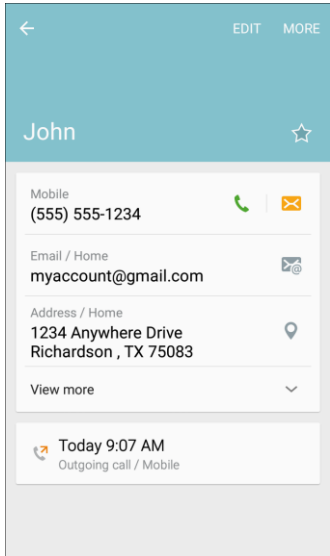 EDIT MORE
John
Mobile
(555) 555-1234
Email / Home
myaccount@gmail.com
Address / Home
1234 Anywhere Drive
Richardson , TX 75083
View more
Today 9:07 AM
Outgoing call / Mobile